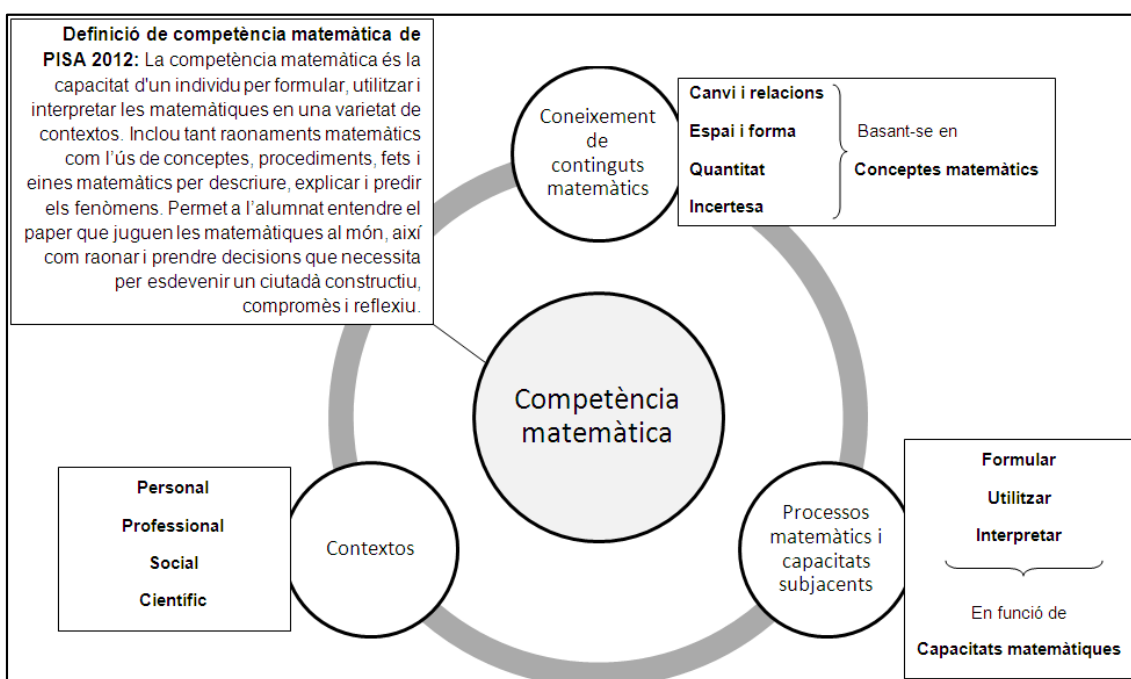 Definició de competència matemàtica de
PISA 2012: La competència matemàtica és la
capacitat d'un individu per formular, utilitzar i
interpretar les matemàtiques en una varietat de
contextos. Inclou tant raonaments matemàtics
com l'ús de conceptes, procediments, fets i
eines matemàtics per descriure, explicar i predir
els fenòmens. Permet a l'alumnat entendre el
paper que juguen les matemàtiques al món, així
com raonar i prendre decisions que necessita
per esdevenir un ciutadà constructiu,
compromès i reflexiu.
Coneixement
de
continguts
matemàtics
Canvi i relacions
Espai i forma
Quantitat
Incertesa
Basant-se en
Conceptes matemàtics
Competència
matemàtica
Personal
Professional
Social
Científic
Contextos
Processos
matemàtics i
capacitats
subjacents
Formular
Utilitzar
Interpretar
En funció de
Capacitats matemàtiques